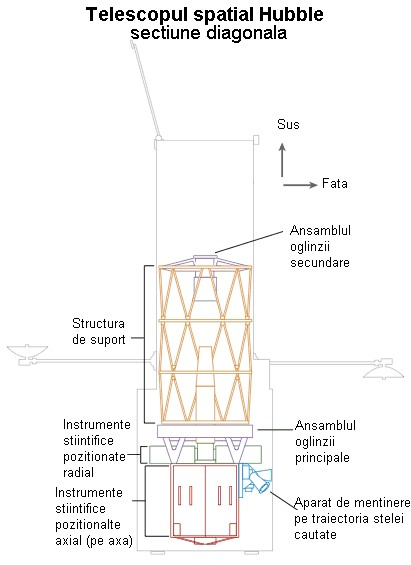 Telescopul spatial Hubble
sectiune diagonala
Sus
Fata
Ansamblul
oglinzii
secundare
Structura
de suport
Instrumente
stiintifice
pozitionate
radial
Ansamblul
oglinzii
principale
Instrumente
stiintifice
pozitionalte
axial (pe axa)
Aparat de mentinere
pe traiectoria stelei
cautate